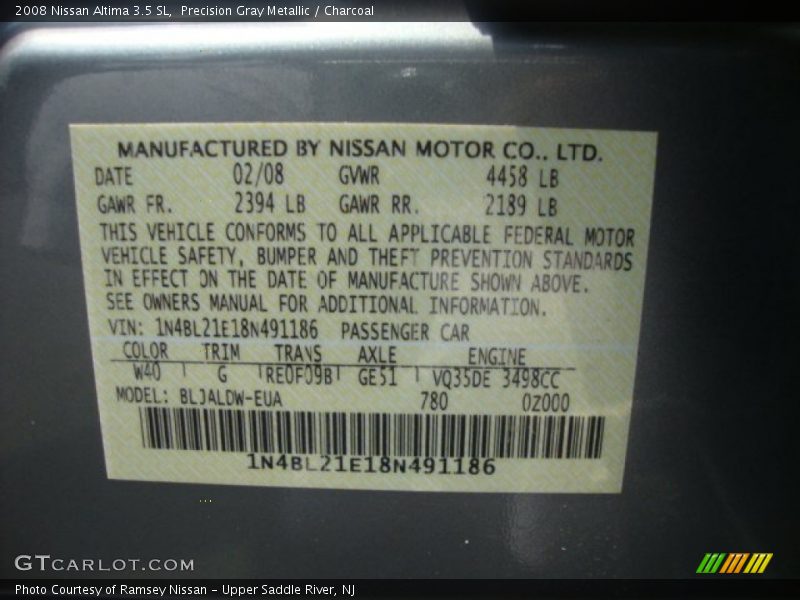 2008 Nissan Altima 3.5 SL,  Precision Gray Metallic / Charcoal
MANUFACTURED BY NISSAN MOTOR CO., LTD.
DATE 02/08 GVWR 4458 LB
GAWR FR. 2394 LB GAWR RR. 2189 LB
THIS VEHICLE CONFORMS TO ALL APPLICABLE FEDERAL MOTOR
VEHICLE SAFETY, BUMPER AND THEFT PREVENTION STANDARDS
IN EFFECT ON THE DATE OF MANUFACTURE SHOWN ABOVE.
SEE OWNERS MANUAL FOR ADDITIONAL INFORMATION.
VIN: 1N4BL21E18N491186 PASSENGER CAR
COLOR TRIM TRANS AXLE ENGINE
W40 G RE0F09B GE51 VQ35DE 3498CC
MODEL: BLJALDW-EUA 780 0Z000
1N4BL21E18N491186
GTCARLOT.COM
Photo Courtesy of Ramsey Nissan - Upper Saddle River, NJ